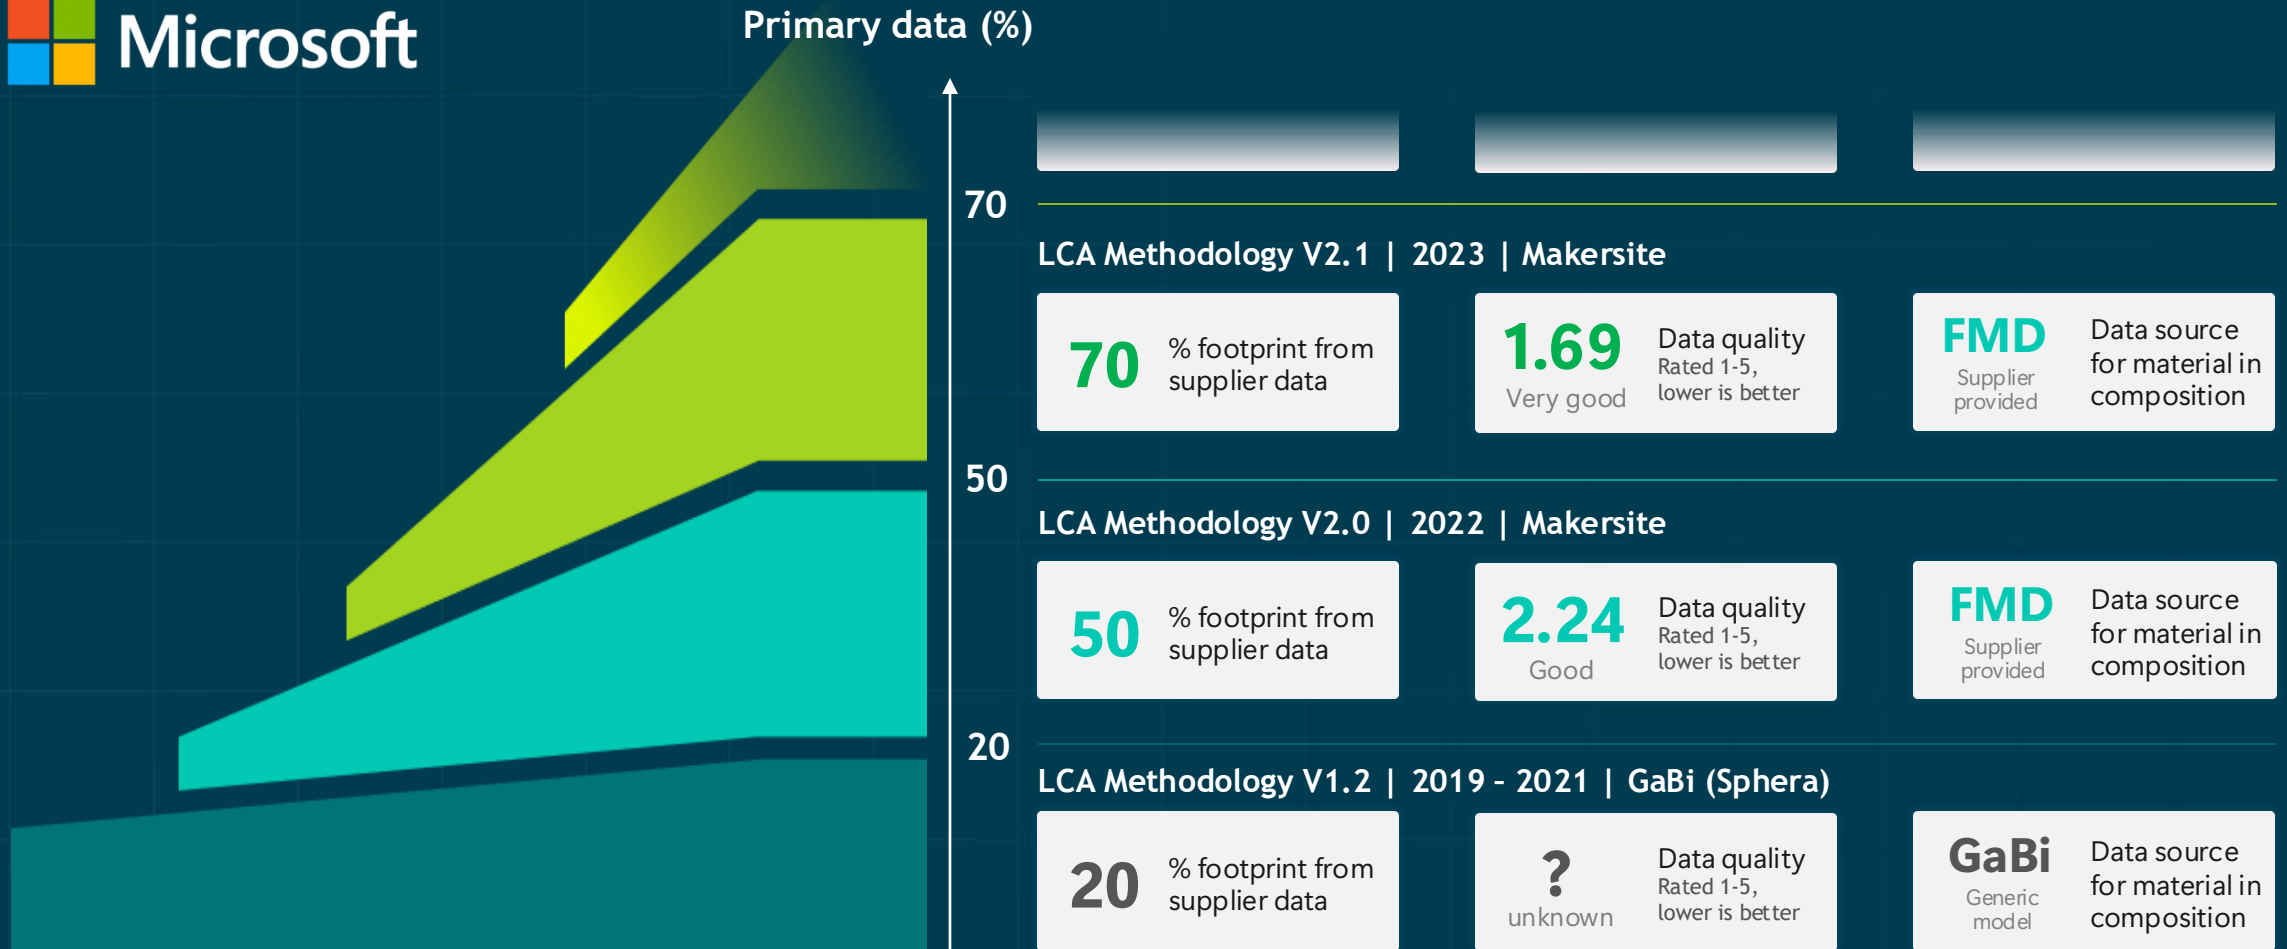 Microsoft
Primary data (%)
70
LCA Methodology V2.1 | 2023 | Makersite
70
% footprint from
supplier data
1.69
Very good
Data quality
Rated 1-5,
lower is better
FMD
Supplier
provided
Data source
for material in
composition
50
LCA Methodology V2.0 | 2022 | Makersite
50
% footprint from
supplier data
2.24
Good
Data quality
Rated 1-5,
lower is better
FMD
Supplier
provided
Data source
for material in
composition
20
LCA Methodology V1.2 | 2019 – 2021 | GaBi (Sphera)
20
% footprint from
supplier data
?
unknown
Data quality
Rated 1-5,
lower is better
GaBi
Generic
model
Data source
for material in
composition